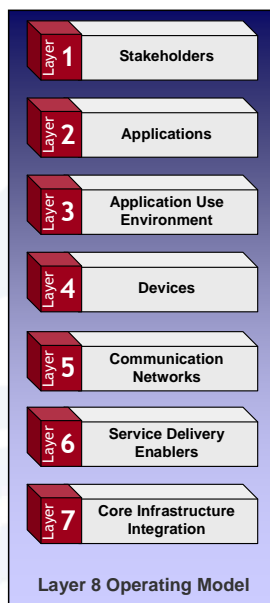 Layer 1 Stakeholders
Layer 2 Applications
Layer 3 Application Use
Environment
Layer 4 Devices
Layer 5 Communication
Networks
Layer 6 Service Delivery
Enablers
Layer 7 Core Infrastructure
Integration
Layer 8 Operating Model